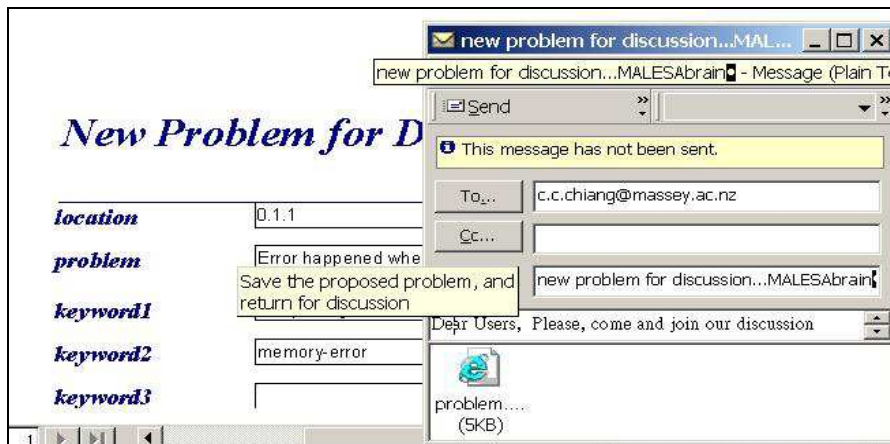 new problem for discussion...MAL...
new problem for discussion...MALESAbrain - Message (Plain T
Send
New Problem for D
This message has not been sent.
To... c.c.chiang@massey.ac.nz
location 0.1.1
Cc...
problem Error happened whe
Save the proposed problem, and
return for discussion
new problem for discussion...MALESAbrain
keyword1
Dear Users, Please, come and join our discussion
keyword2 memory-error
keyword3
problem....
(5KB)
1